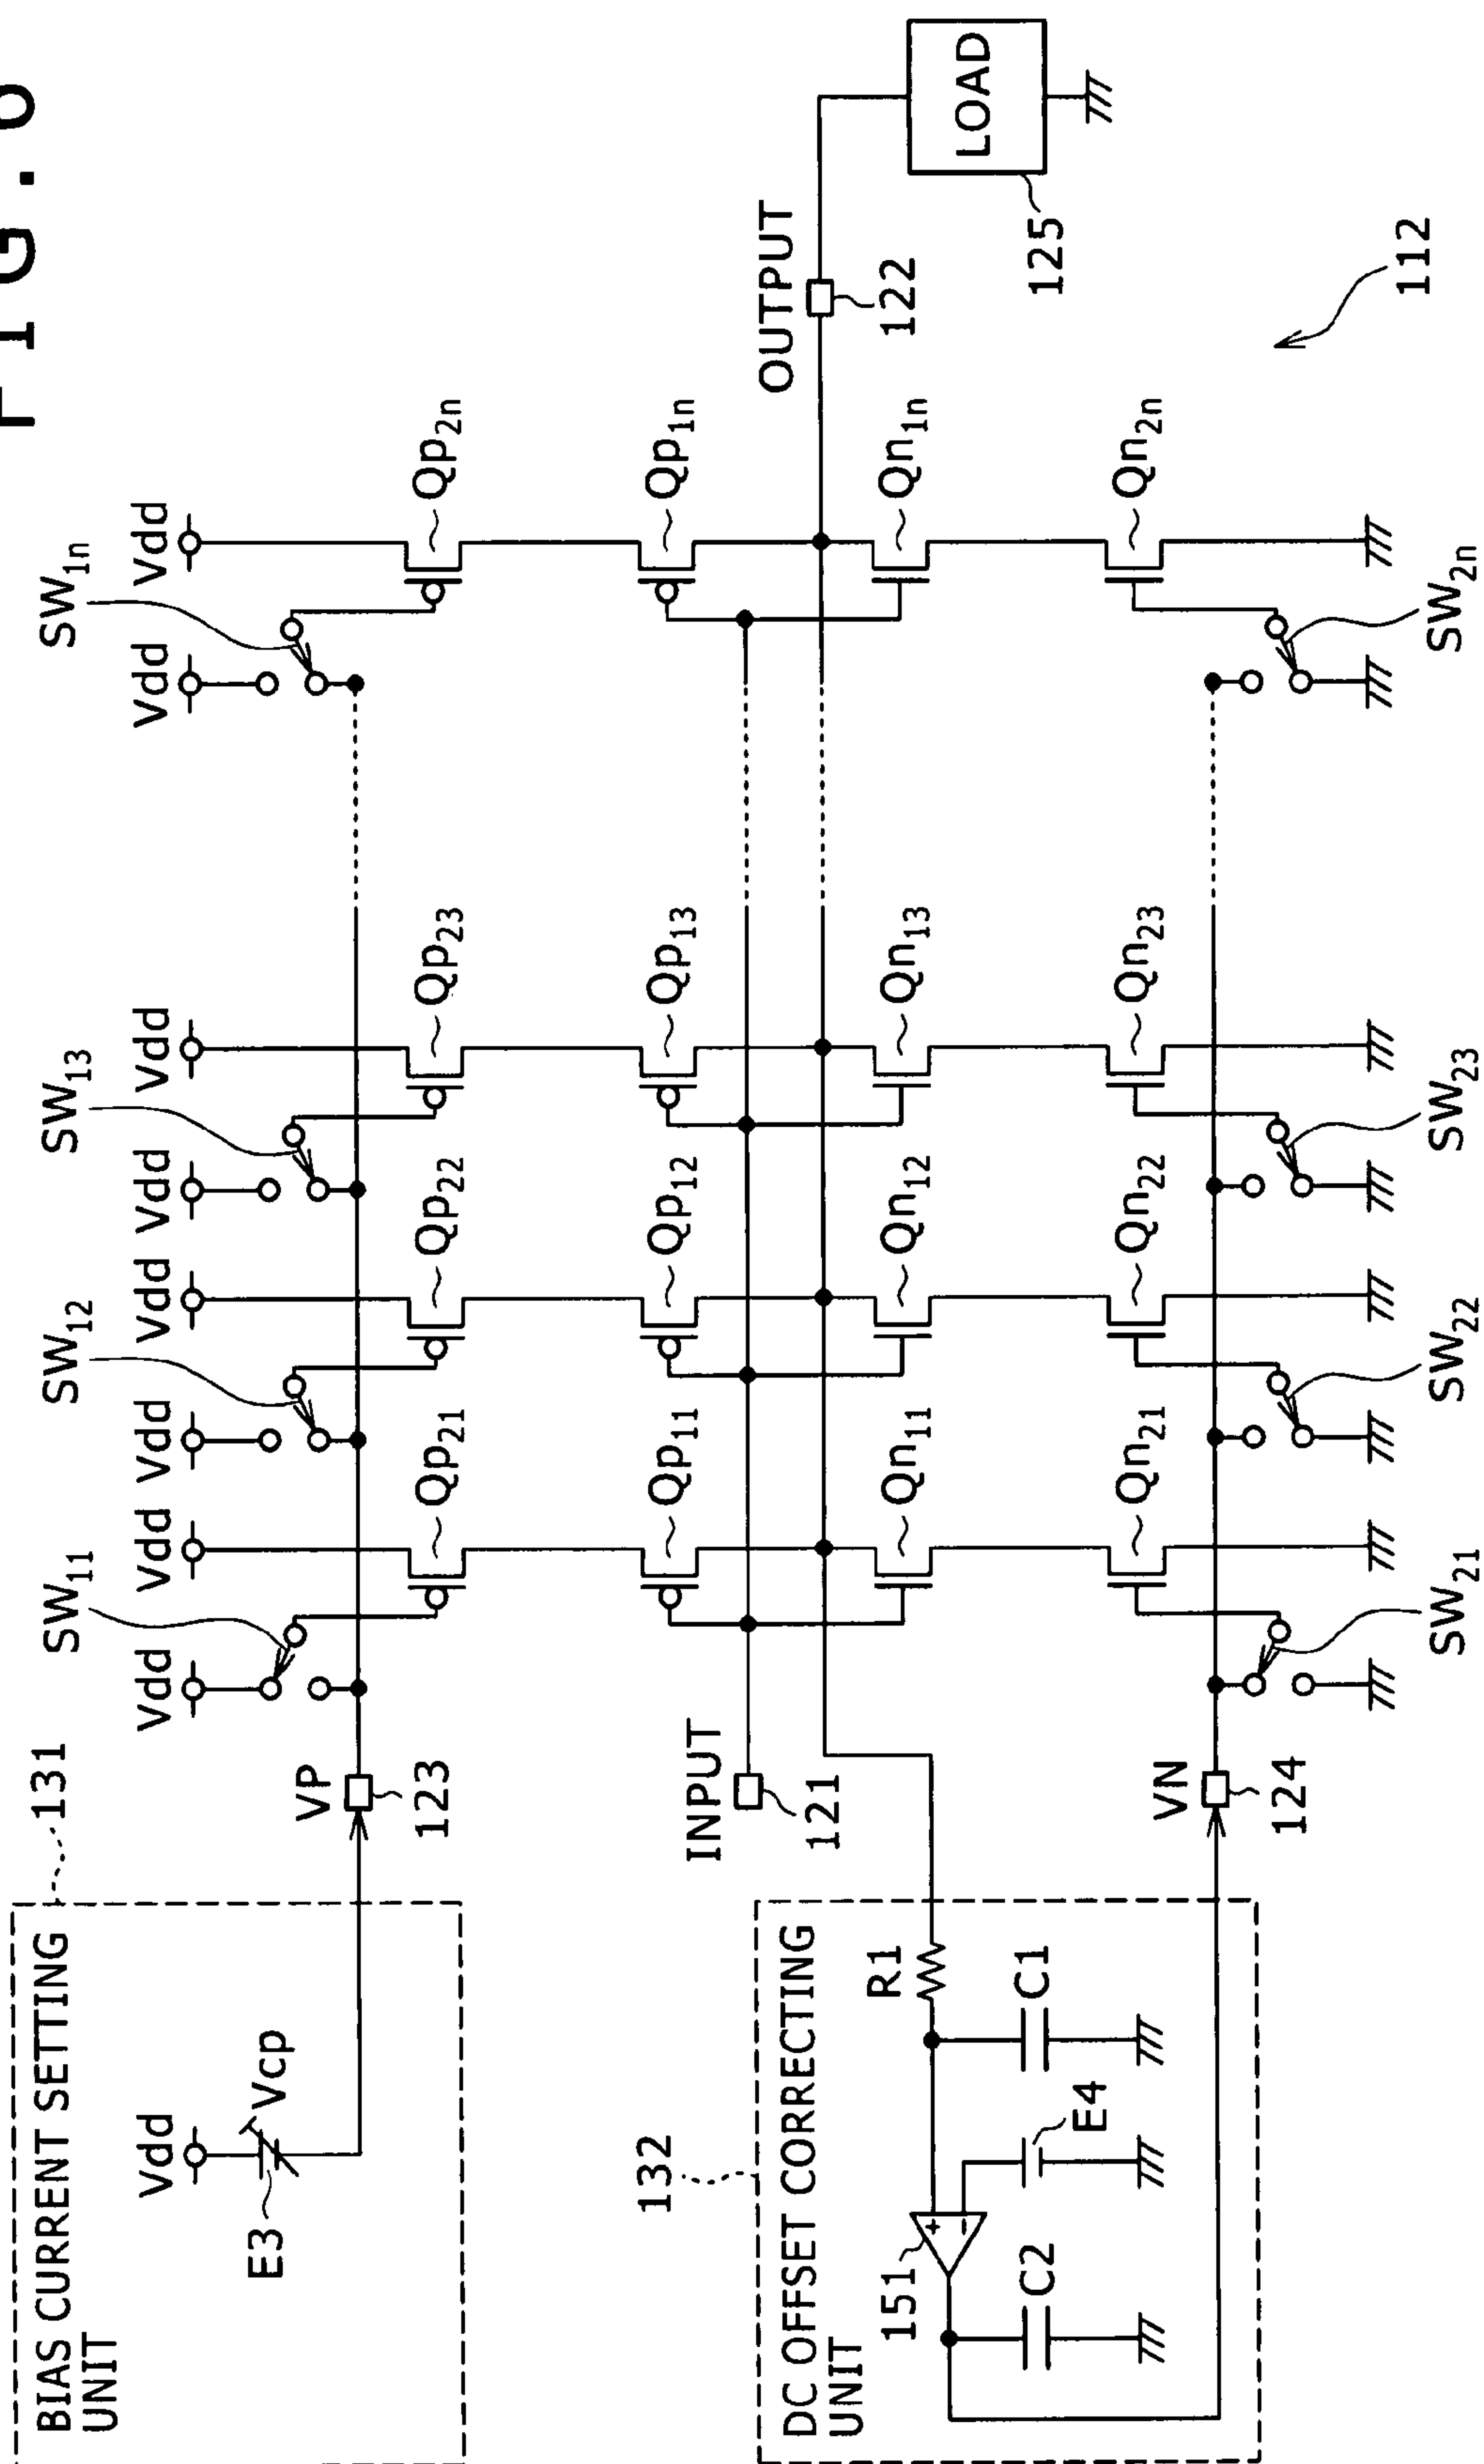 FIG. 6
SW11
SW12
SW13
SW1n
Vdd
Vdd
Vdd
Vdd
Vdd
Vdd
Vdd
Vdd
BIAS CURRENT SETTING
UNIT
131
Vdd
E3
Vcp
VP
123
Qp21
Qp22
Qp23
Qp2n
Qp11
Qp12
Qp13
Qp1n
INPUT
121
OUTPUT
122
LOAD
125
Qn11
Qn12
Qn13
Qn1n
Qn21
Qn22
Qn23
Qn2n
132
DC OFFSET CORRECTING
UNIT
R1
C1
151
+
−
E4
C2
VN
124
SW21
SW22
SW23
SW2n
112